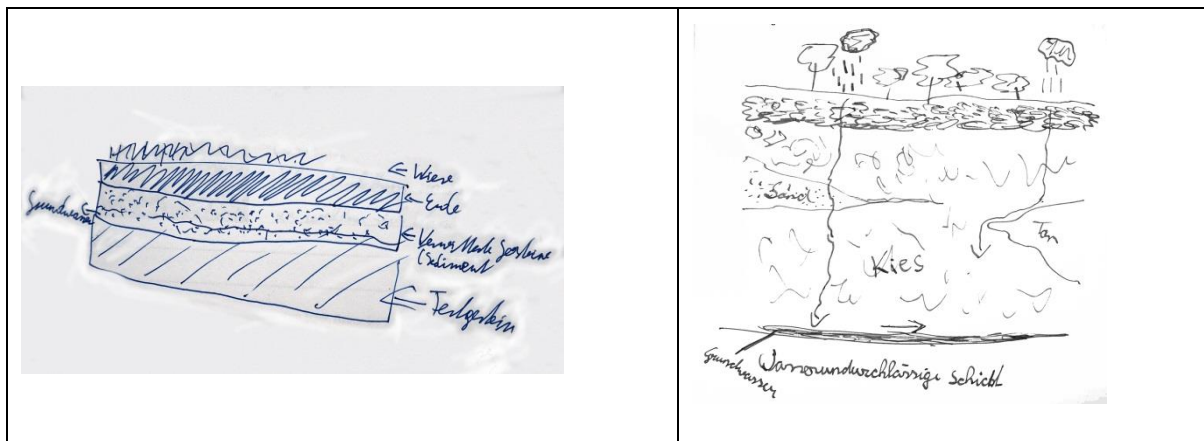 Wiese
Erde
Grundwasser
Sediment
Festgestein
Sand
Ton
Kies
Grundwasser
Wasserundurchlässige Schicht